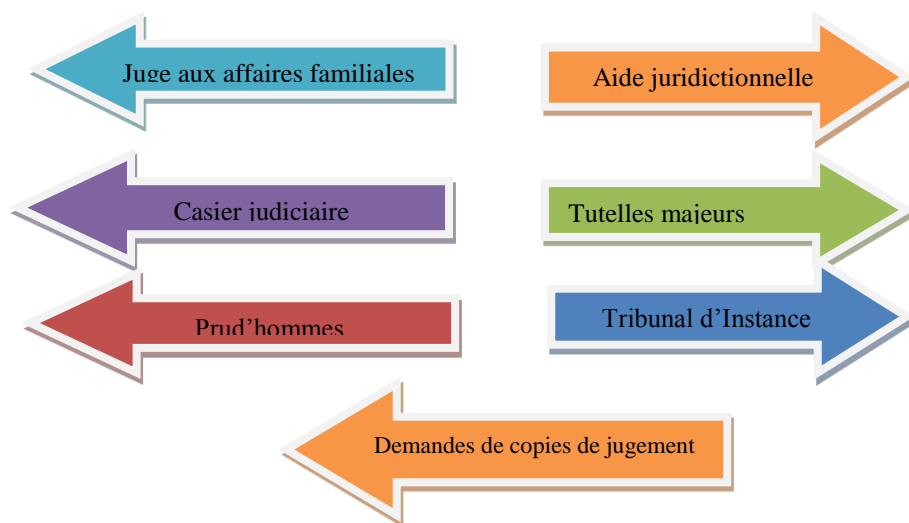 Juge aux affaires familiales
Aide juridictionnelle
Casier judiciaire
Tutelles majeurs
Prud’hommes
Tribunal d’Instance
Demandes de copies de jugement